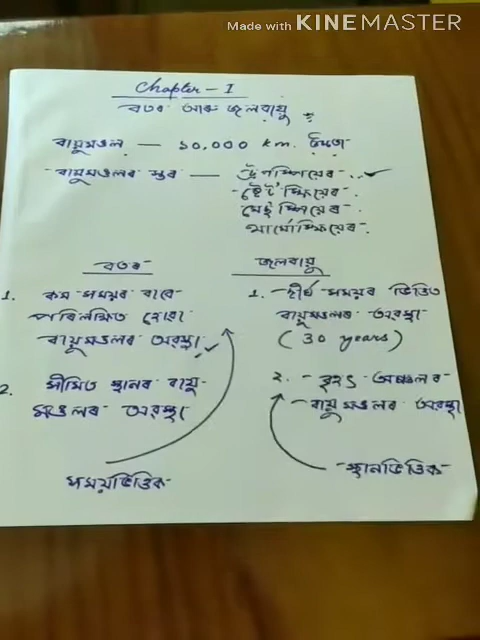 Made with KINEMASTER
Chapter - I
বতৰ আৰু জলবায়ু
বায়ুমণ্ডল — ১০,000 km. উচ্চতা
বায়ুমণ্ডলৰ স্তৰ — ট্ৰপ'স্ফিয়েৰ
ষ্ট্ৰেট'স্ফিয়েৰ
মেছ'স্ফিয়েৰ
থাৰ্মোস্ফিয়েৰ
বতৰ
1. কম সময়ৰ বাবে
পৰিলক্ষিত হোৱা
বায়ুমণ্ডলৰ অৱস্থা
2. সীমিত স্থানৰ বায়ু
মণ্ডলৰ অৱস্থা
সময়ভিত্তিক
জলবায়ু
1. দীৰ্ঘ সময়ৰ ভিত্তিত
বায়ুমণ্ডলৰ অৱস্থা
(30 years)
২. বৃহৎ অঞ্চলৰ
বায়ুমণ্ডলৰ অৱস্থা
স্থানভিত্তিক